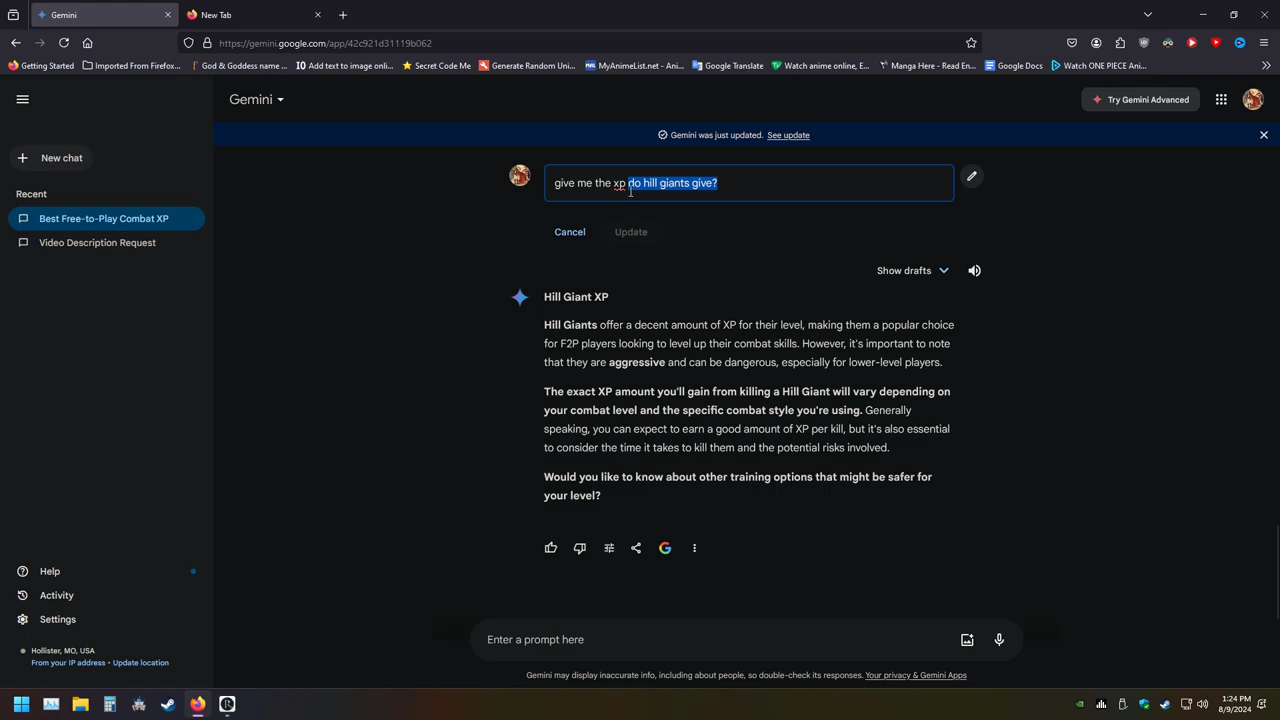 Gemini
New Tab
https://gemini.google.com/app/42c921d31119b062
Getting Started
Imported From Firefox...
God & Goddess name ...
IO Add text to image onli...
Secret Code Me
Generate Random Uni...
MyAnimeList.net - Ani...
Google Translate
Watch anime online, E...
Manga Here - Read En...
Google Docs
Watch ONE PIECE Ani...
Gemini
Try Gemini Advanced
Gemini was just updated. See update
New chat
Recent
Best Free-to-Play Combat XP
Video Description Request
give me the xp do hill giants give?
Cancel
Update
Show drafts
Hill Giant XP
Hill Giants offer a decent amount of XP for their level, making them a popular choice
for F2P players looking to level up their combat skills. However, it's important to note
that they are aggressive and can be dangerous, especially for lower-level players.
The exact XP amount you'll gain from killing a Hill Giant will vary depending on
your combat level and the specific combat style you're using. Generally
speaking, you can expect to earn a good amount of XP per kill, but it's also essential
to consider the time it takes to kill them and the potential risks involved.
Would you like to know about other training options that might be safer for
your level?
Help
Activity
Settings
Hollister, MO, USA
From your IP address • Update location
Enter a prompt here
Gemini may display inaccurate info, including about people, so double-check its responses. Your privacy & Gemini Apps
1:24 PM
8/9/2024